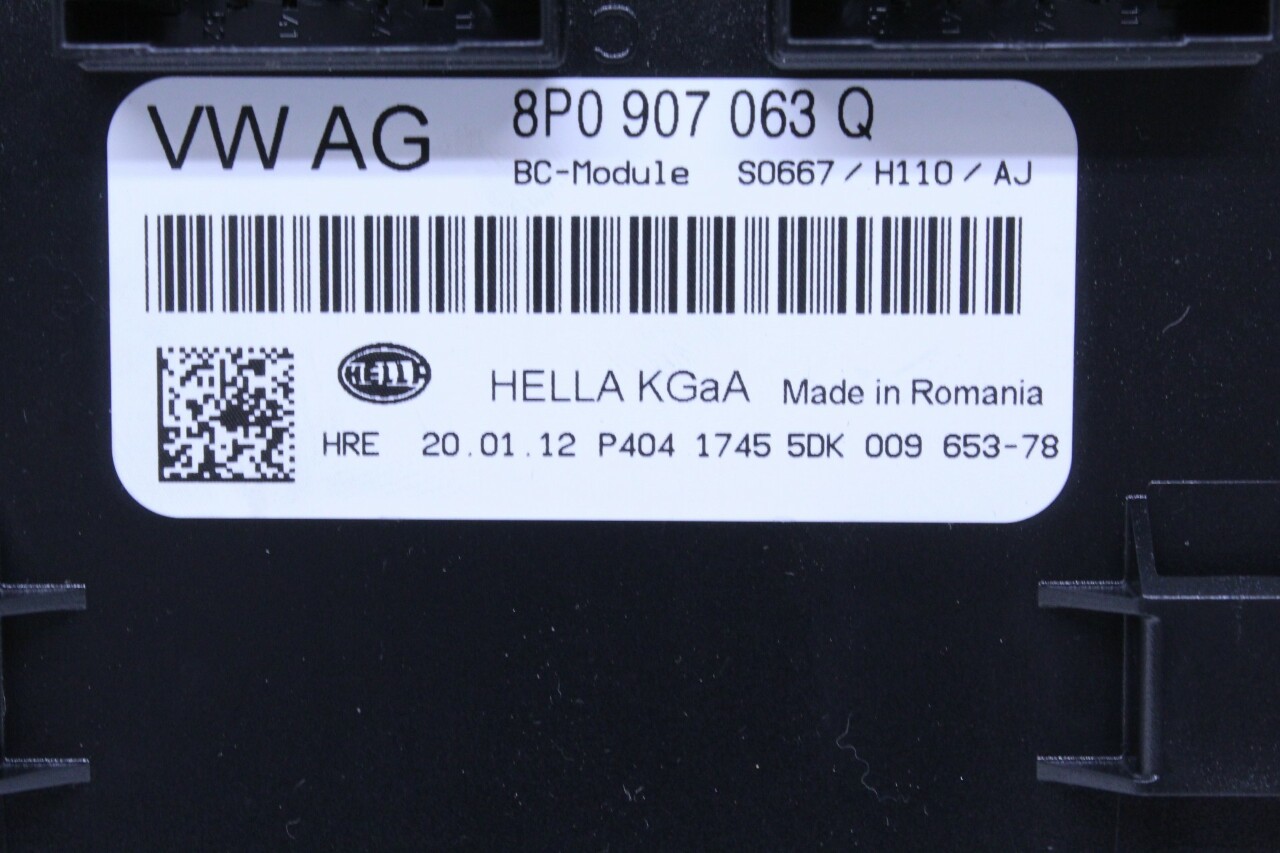 VW AG 8P0 907 063 Q
BC-Module S0667 / H110 / AJ
HELLA
HELLA KGaA Made in Romania
HRE 20.01.12 P404 1745 5DK 009 653-78